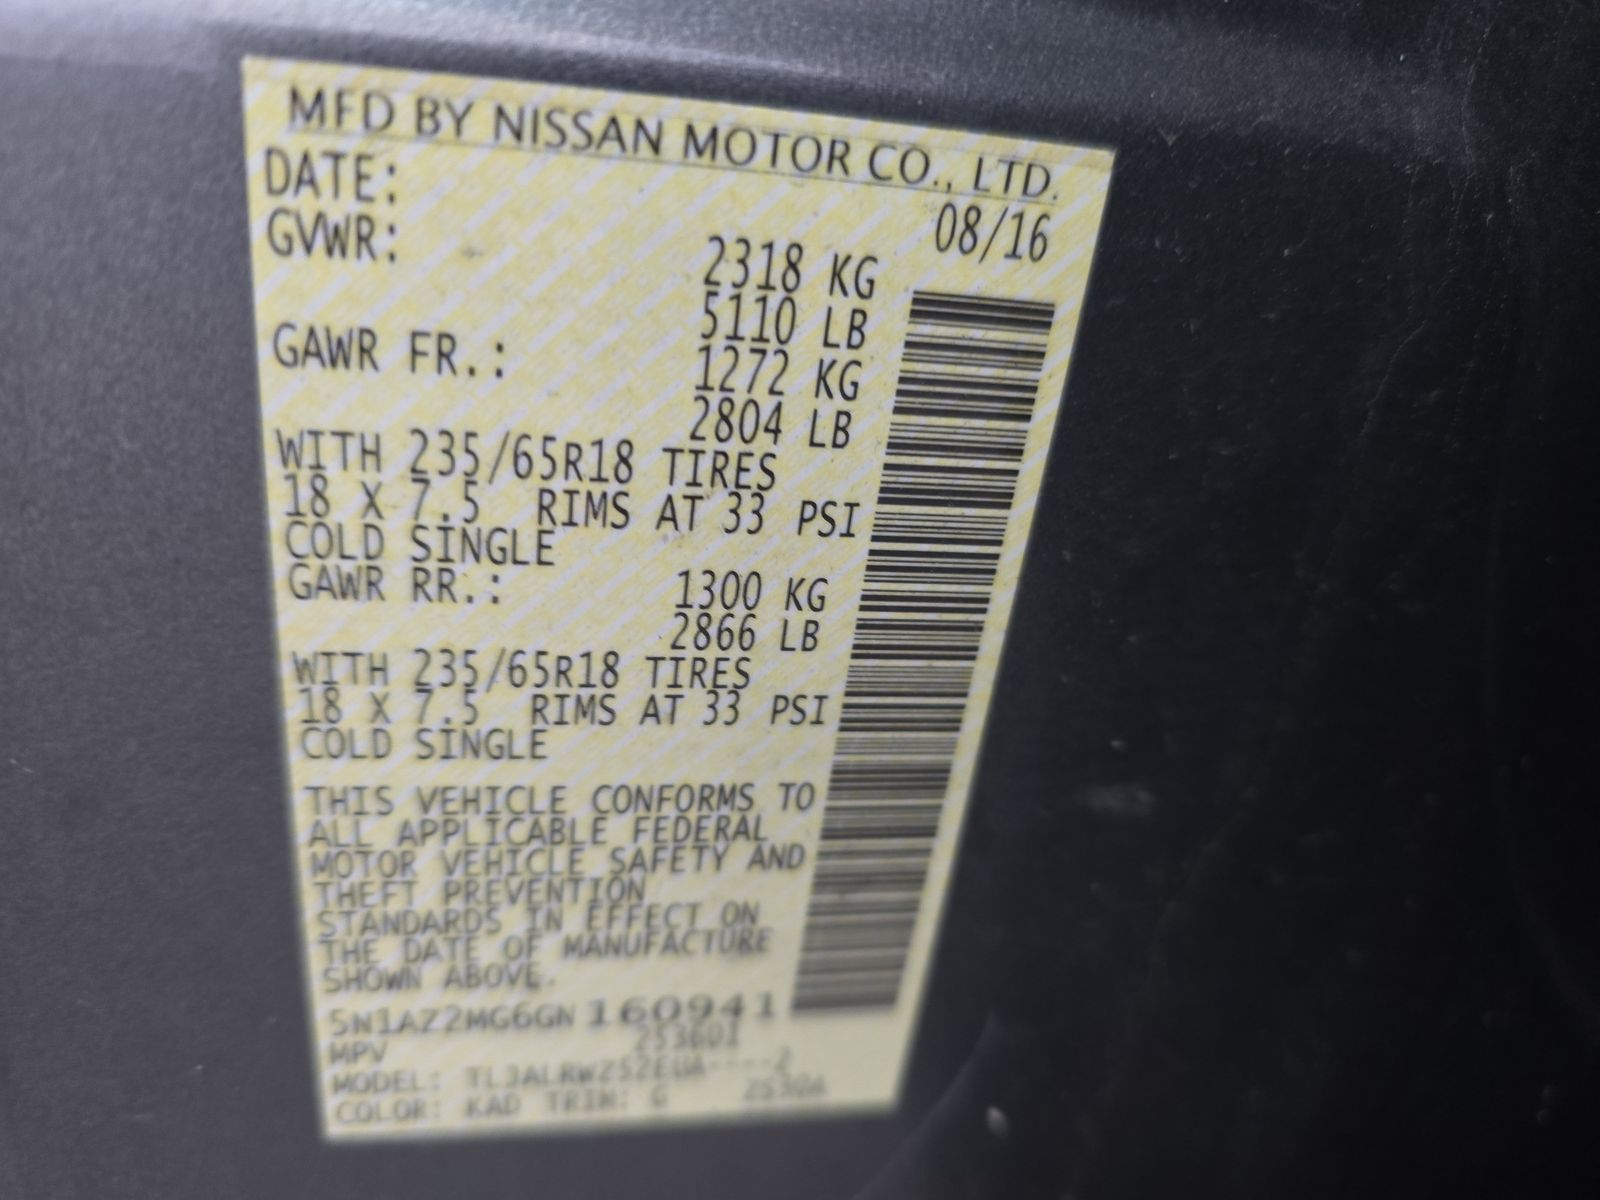 MFD BY NISSAN MOTOR CO., LTD.
DATE: 08/16
GVWR: 2318 KG
5110 LB
GAWR FR.: 1272 KG
2804 LB
WITH 235/65R18 TIRES
18 X 7.5 RIMS AT 33 PSI
COLD SINGLE
GAWR RR.: 1300 KG
2866 LB
WITH 235/65R18 TIRES
18 X 7.5 RIMS AT 33 PSI
COLD SINGLE
THIS VEHICLE CONFORMS TO
ALL APPLICABLE FEDERAL
MOTOR VEHICLE SAFETY AND
THEFT PREVENTION
STANDARDS IN EFFECT ON
THE DATE OF MANUFACTURE
SHOWN ABOVE.
5N1AZ2MG6GN160941
MPV
MODEL:
COLOR: KAD TRIM: G